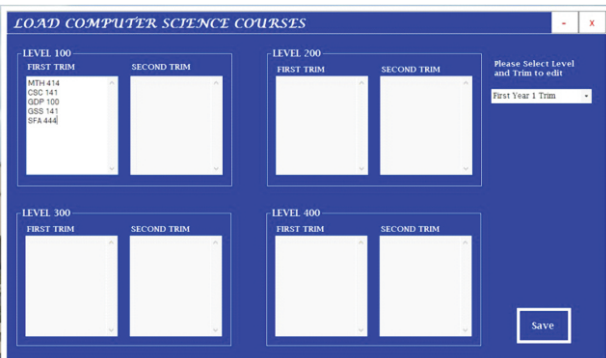 LOAD COMPUTER SCIENCE COURSES
- x
LEVEL 100
FIRST TRIM SECOND TRIM
MTH 414
CSC 141
GDP 100
GSS 141
SFA 444
LEVEL 200
FIRST TRIM SECOND TRIM
Please Select Level
and Trim to edit
First Year 1 Trim
LEVEL 300
FIRST TRIM SECOND TRIM
LEVEL 400
FIRST TRIM SECOND TRIM
Save